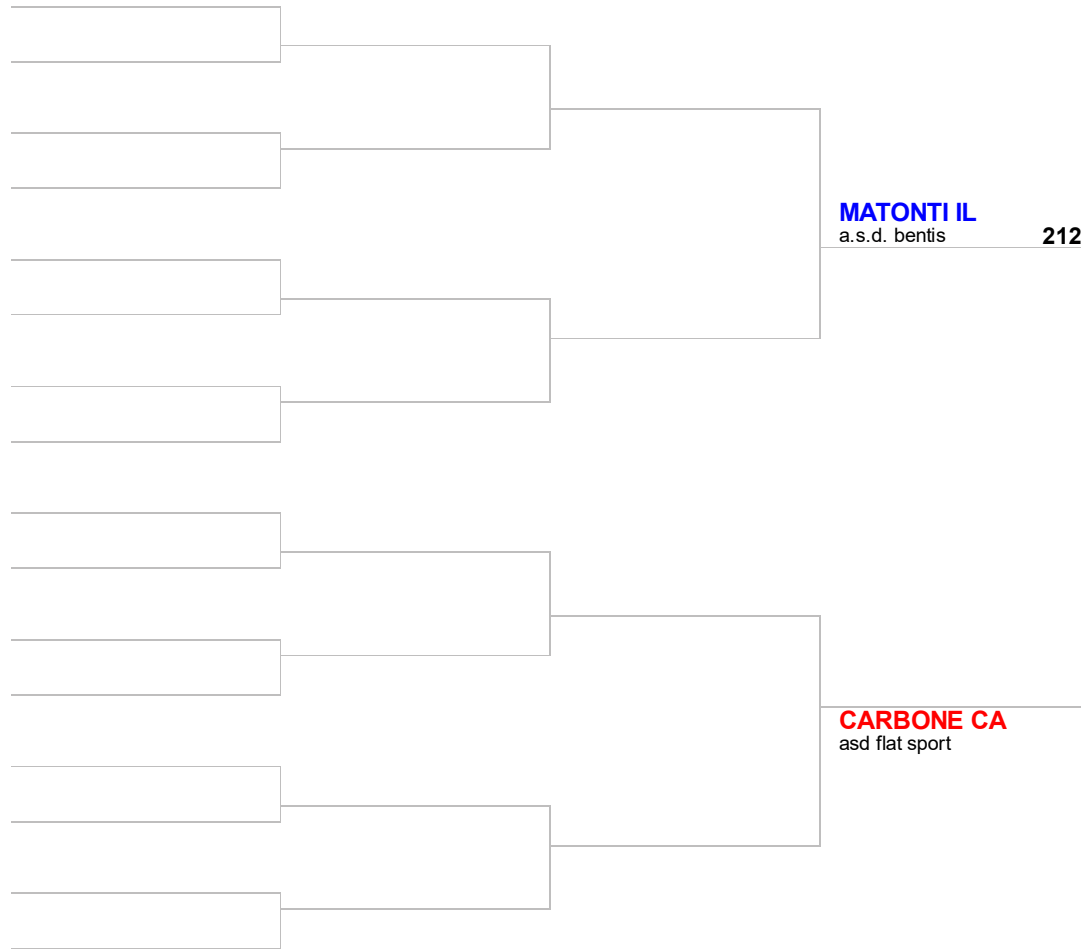 MATONTI IL
a.s.d. bentis 212
CARBONE CA
asd flat sport